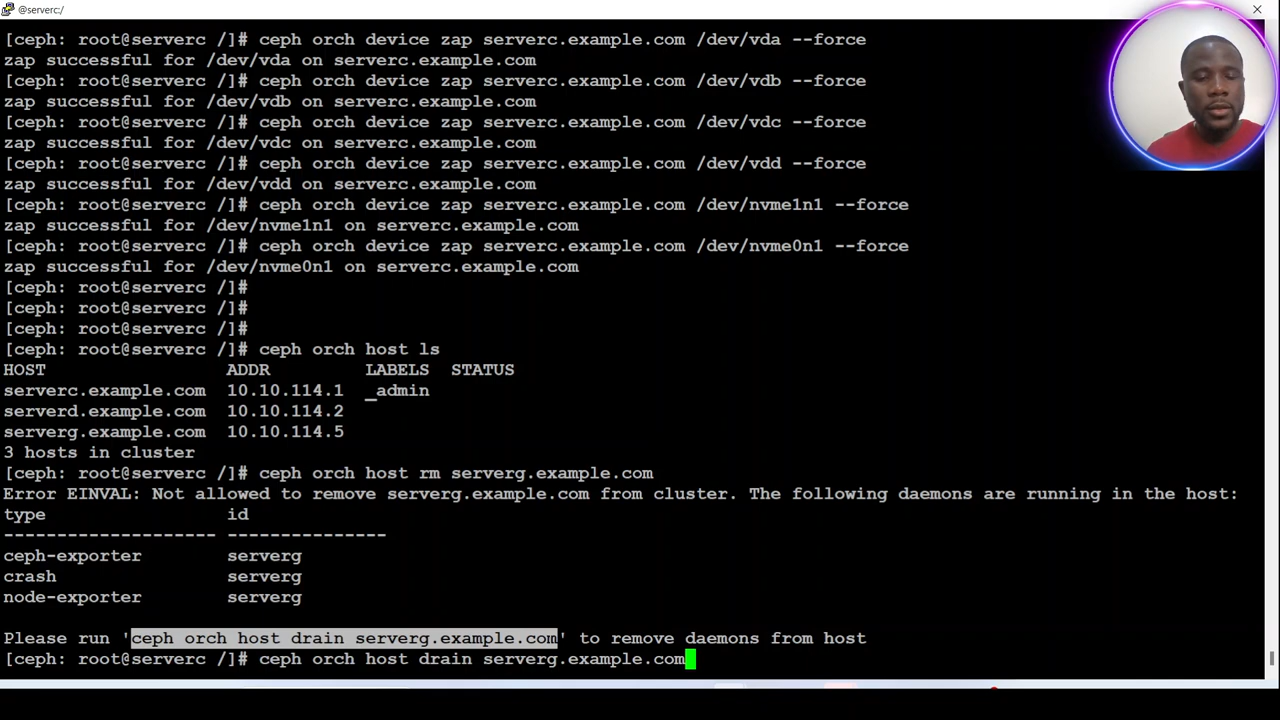 @serverc:/
[ceph: root@serverc /]# ceph orch device zap serverc.example.com /dev/vda --force
zap successful for /dev/vda on serverc.example.com
[ceph: root@serverc /]# ceph orch device zap serverc.example.com /dev/vdb --force
zap successful for /dev/vdb on serverc.example.com
[ceph: root@serverc /]# ceph orch device zap serverc.example.com /dev/vdc --force
zap successful for /dev/vdc on serverc.example.com
[ceph: root@serverc /]# ceph orch device zap serverc.example.com /dev/vdd --force
zap successful for /dev/vdd on serverc.example.com
[ceph: root@serverc /]# ceph orch device zap serverc.example.com /dev/nvme1n1 --force
zap successful for /dev/nvme1n1 on serverc.example.com
[ceph: root@serverc /]# ceph orch device zap serverc.example.com /dev/nvme0n1 --force
zap successful for /dev/nvme0n1 on serverc.example.com
[ceph: root@serverc /]#
[ceph: root@serverc /]#
[ceph: root@serverc /]#
[ceph: root@serverc /]# ceph orch host ls
HOST ADDR LABELS STATUS
serverc.example.com 10.10.114.1 _admin
serverd.example.com 10.10.114.2
serverg.example.com 10.10.114.5
3 hosts in cluster
[ceph: root@serverc /]# ceph orch host rm serverg.example.com
Error EINVAL: Not allowed to remove serverg.example.com from cluster. The following daemons are running in the host:
type id
-------------------- ---------------
ceph-exporter serverg
crash serverg
node-exporter serverg
Please run 'ceph orch host drain serverg.example.com' to remove daemons from host
[ceph: root@serverc /]# ceph orch host drain serverg.example.com